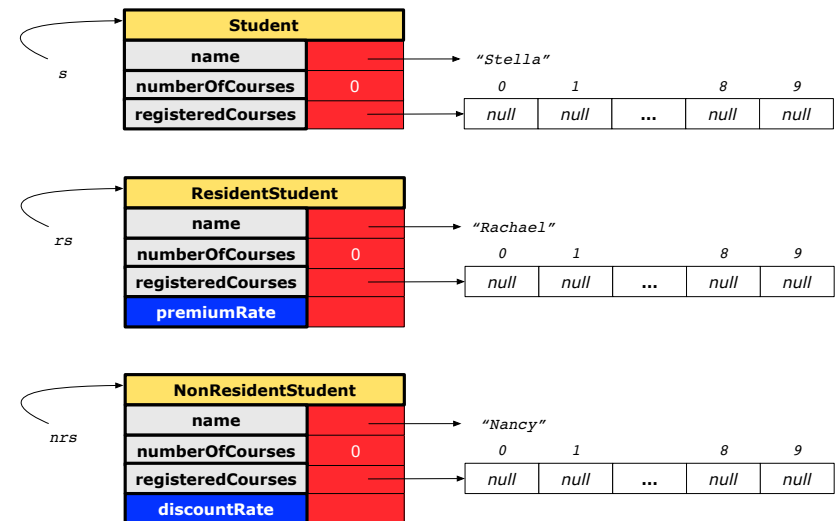 Student
name
"Stella"
s
numberOfCourses 0
0 1 8 9
registeredCourses
null null ... null null
ResidentStudent
name
“Rachael”
rs
numberOfCourses 0
0 1 8 9
registeredCourses
null null ... null null
premiumRate
NonResidentStudent
name
“Nancy”
nrs
numberOfCourses 0
0 1 8 9
registeredCourses
null null ... null null
discountRate